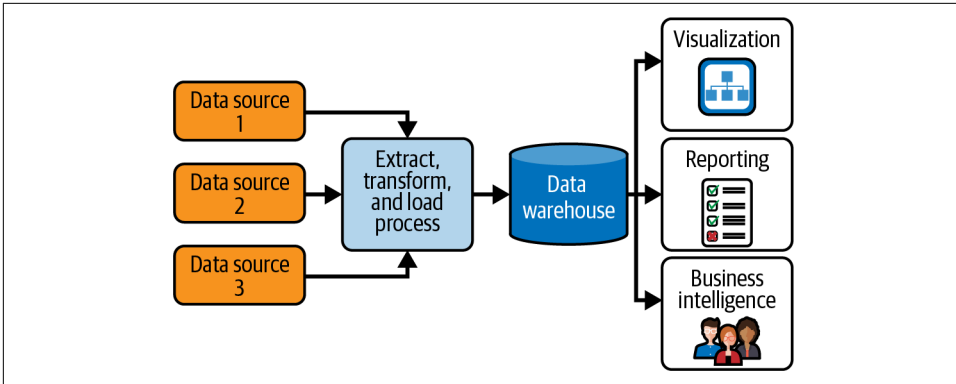 Data source
1
Data source
2
Data source
3
Extract,
transform,
and load
process
Data
warehouse
Visualization
Reporting
Business
intelligence